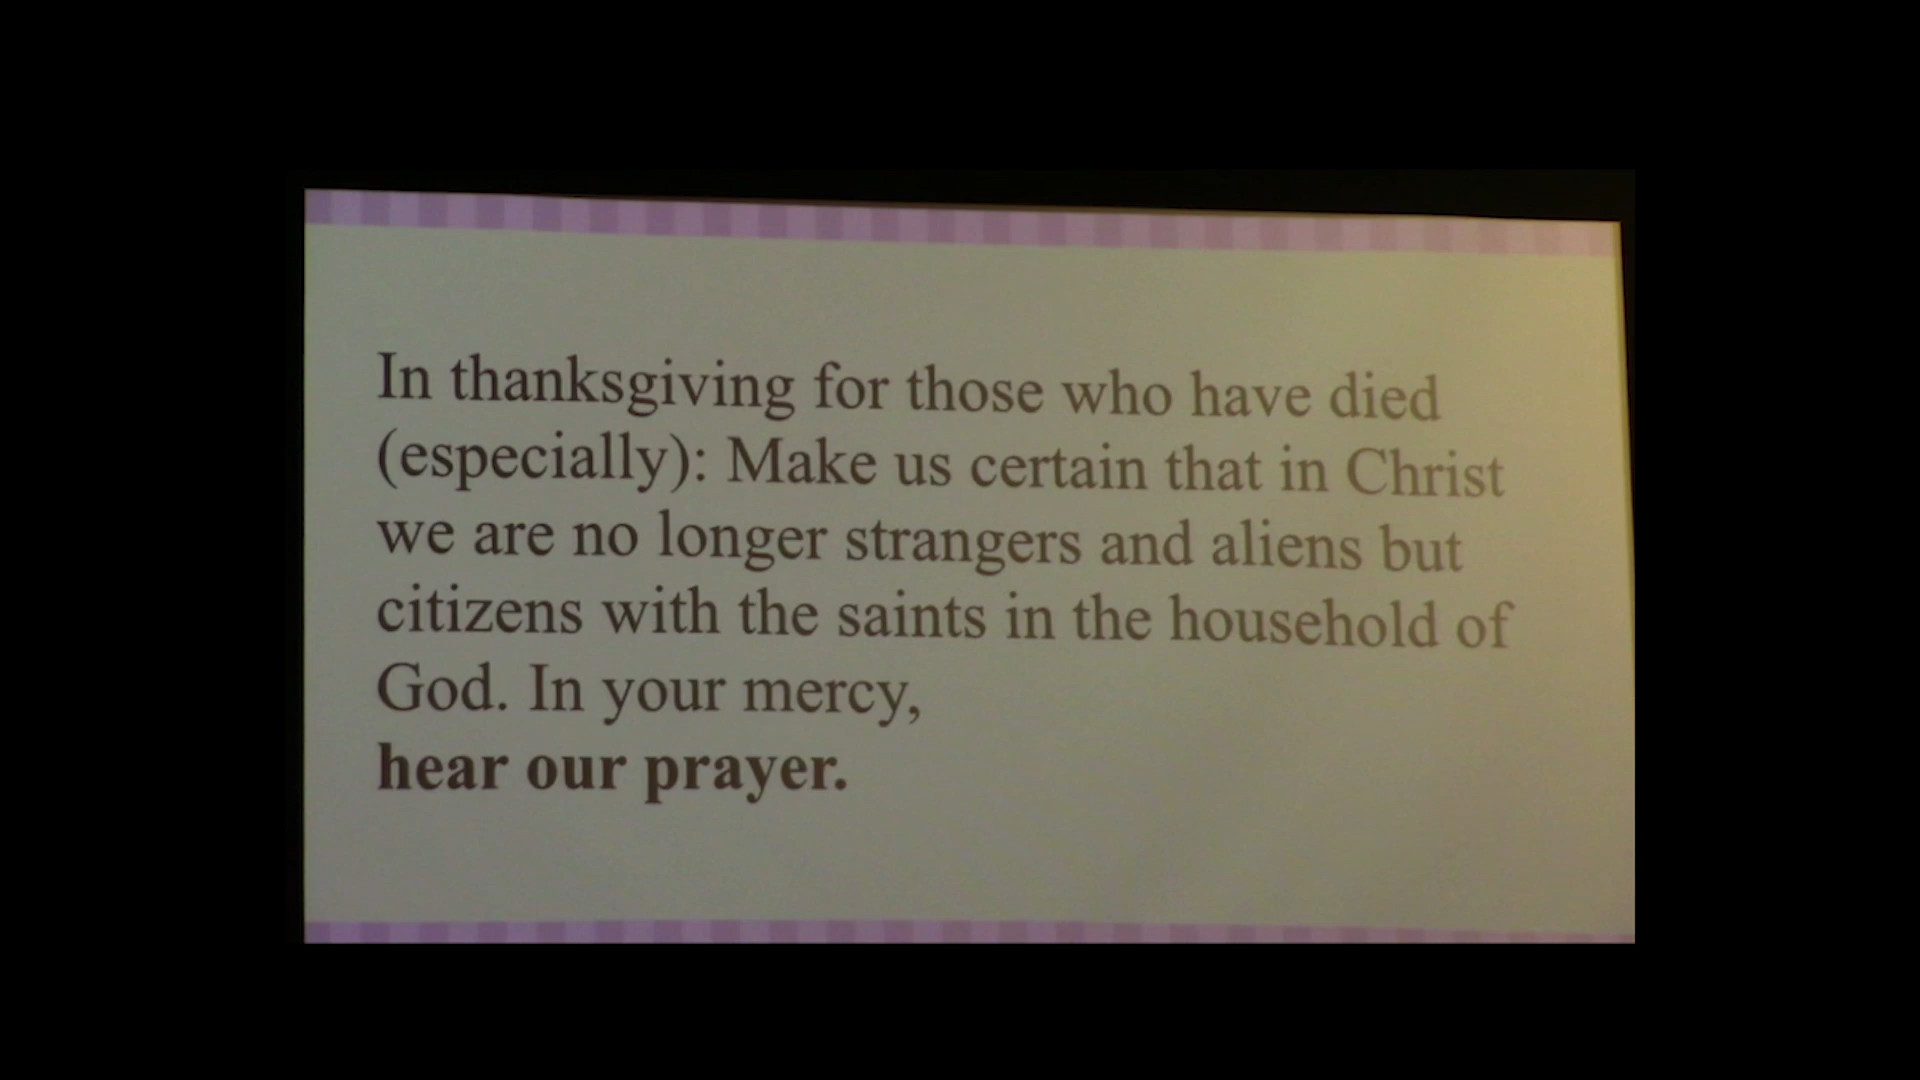 In thanksgiving for those who have died
(especially): Make us certain that in Christ
we are no longer strangers and aliens but
citizens with the saints in the household of
God. In your mercy,
hear our prayer.